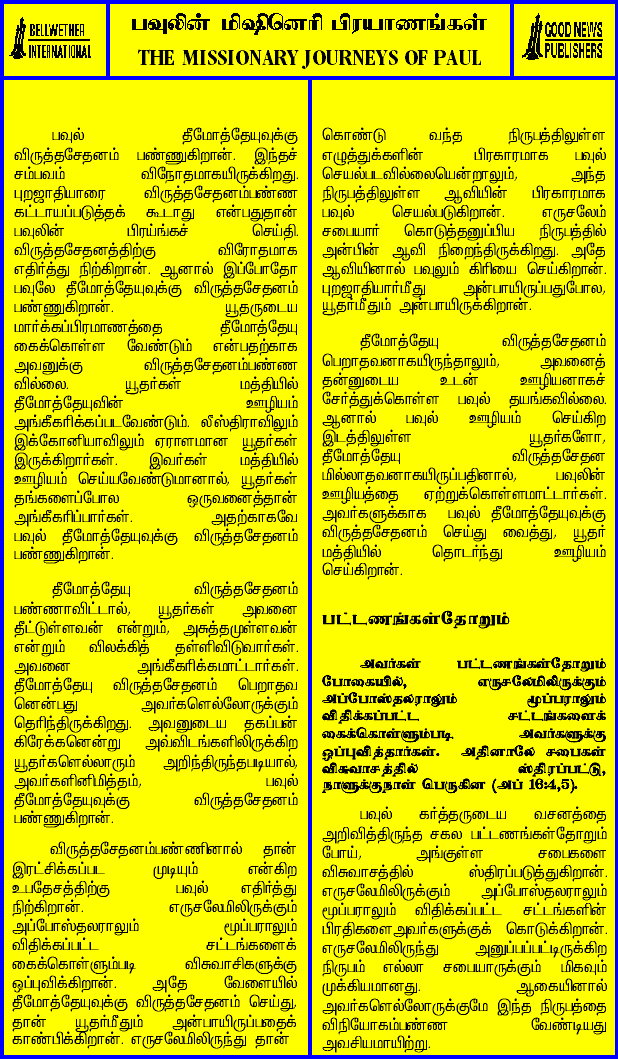 BELLWETHER
INTERNATIONAL
பவுலின் மிஷினெரி பிரயாணங்கள்
THE MISSIONARY JOURNEYS OF PAUL
GOOD NEWS
PUBLISHERS
பவுல் தீமோத்தேயுவுக்கு
விருத்தசேதனம் பண்ணுகிறான். இந்தச்
சம்பவம் விநோதமாகயிருக்கிறது.
புறஜாதியாரை விருத்தசேதனம்பண்ண
கட்டாயப்படுத்தக் கூடாது என்பதுதான்
பவுலின் பிரயங்கச் செய்தி.
விருத்தசேதனத்திற்கு விரோதமாக
எதிர்த்து நிற்கிறான். ஆனால் இப்போதோ
பவுலே தீமோத்தேயுவுக்கு விருத்தசேதனம்
பண்ணுகிறான். யூதருடைய
மார்க்கப்பிரமாணத்தை தீமோத்தேயு
கைக்கொள்ள வேண்டும் என்பதற்காக
அவனுக்கு விருத்தசேதனம்பண்ண
வில்லை. யூதர்கள் மத்தியில்
தீமோத்தேயுவின் ஊழியம்
அங்கீகரிக்கப்படவேண்டும். லீஸ்திராவிலும்
இக்கோனியாவிலும் ஏராளமான யூதர்கள்
இருக்கிறார்கள். இவர்கள் மத்தியில்
ஊழியம் செய்யவேண்டுமானால், யூதர்கள்
தங்களைப்போல ஒருவனைத்தான்
அங்கீகரிப்பார்கள். அதற்காகவே
பவுல் தீமோத்தேயுவுக்கு விருத்தசேதனம்
பண்ணுகிறான்.
தீமோத்தேயு விருத்தசேதனம்
பண்ணாவிட்டால், யூதர்கள் அவனை
தீட்டுள்ளவன் என்றும், அசுத்தமுள்ளவன்
என்றும் விலக்கித் தள்ளிவிடுவார்கள்.
அவனை அங்கீகரிக்கமாட்டார்கள்.
தீமோத்தேயு விருத்தசேதனம் பெறாதவ
னென்பது அவர்களெல்லோருக்கும்
தெரிந்திருக்கிறது. அவனுடைய தகப்பன்
கிரேக்கனென்று அவ்விடங்களிலிருக்கிற
யூதர்களெல்லாரும் அறிந்திருந்தபடியால்,
அவர்களினிமித்தம், பவுல்
தீமோத்தேயுவுக்கு விருத்தசேதனம்
பண்ணுகிறான்.
விருத்தசேதனம்பண்ணினால் தான்
இரட்சிக்கப்பட முடியும் என்கிற
உபதேசத்திற்கு பவுல் எதிர்த்து
நிற்கிறான். எருசலேமிலிருக்கும்
அப்போஸ்தலராலும் மூப்பராலும்
விதிக்கப்பட்ட சட்டங்களைக்
கைக்கொள்ளும்படி விசுவாசிகளுக்கு
ஒப்புவிக்கிறான். அதே வேளையில்
தீமோத்தேயுவுக்கு விருத்தசேதனம் செய்து,
தான் யூதர்மீதும் அன்பாயிருப்பதைக்
காண்பிக்கிறான். எருசலேமிலிருந்து தான்
கொண்டு வந்த நிருபத்திலுள்ள
எழுத்துக்களின் பிரகாரமாக பவுல்
செயல்படவில்லையென்றாலும், அந்த
நிருபத்திலுள்ள ஆவியின் பிரகாரமாக
பவுல் செயல்படுகிறான். எருசலேம்
சபையார் கொடுத்தனுப்பிய நிருபத்தில்
அன்பின் ஆவி நிறைந்திருக்கிறது. அதே
ஆவியினால் பவுலும் கிரியை செய்கிறான்.
புறஜாதியார்மீது அன்பாயிருப்பதுபோல,
யூதர்மீதும் அன்பாயிருக்கிறான்.
தீமோத்தேயு விருத்தசேதனம்
பெறாதவனாகயிருந்தாலும், அவனைத்
தன்னுடைய உடன் ஊழியனாகச்
சேர்த்துக்கொள்ள பவுல் தயங்கவில்லை.
ஆனால் பவுல் ஊழியம் செய்கிற
இடத்திலுள்ள யூதர்களோ,
தீமோத்தேயு விருத்தசேதன
மில்லாதவனாகயிருப்பதினால், பவுலின்
ஊழியத்தை ஏற்றுக்கொள்ளமாட்டார்கள்.
அவர்களுக்காக பவுல் தீமோத்தேயுவுக்கு
விருத்தசேதனம் செய்து வைத்து, யூதர்
மத்தியில் தொடர்ந்து ஊழியம்
செய்கிறான்.
பட்டணங்கள்தோறும்
அவர்கள் பட்டணங்கள்தோறும்
போகையில், எருசலேமிலிருக்கும்
அப்போஸ்தலராலும் மூப்பராலும்
விதிக்கப்பட்ட சட்டங்களைக்
கைக்கொள்ளும்படி அவர்களுக்கு
ஒப்புவித்தார்கள். அதினாலே சபைகள்
விசுவாசத்தில் ஸ்திரப்பட்டு,
நாளுக்குநாள் பெருகின (அப் 16:4,5).
பவுல் கர்த்தருடைய வசனத்தை
அறிவித்திருந்த சகல பட்டணங்கள்தோறும்
போய், அங்குள்ள சபைகளை
விசுவாசத்தில் ஸ்திரப்படுத்துகிறான்.
எருசலேமிலிருக்கும் அப்போஸ்தலராலும்
மூப்பராலும் விதிக்கப்பட்ட சட்டங்களின்
பிரதிகளைஅவர்களுக்குக் கொடுக்கிறான்.
எருசலேமிலிருந்து அனுப்பப்பட்டிருக்கிற
நிருபம் எல்லா சபையாருக்கும் மிகவும்
முக்கியமானது. ஆகையினால்
அவர்களெல்லோருக்குமே இந்த நிருபத்தை
விநியோகம்பண்ண வேண்டியது
அவசியமாயிற்று.